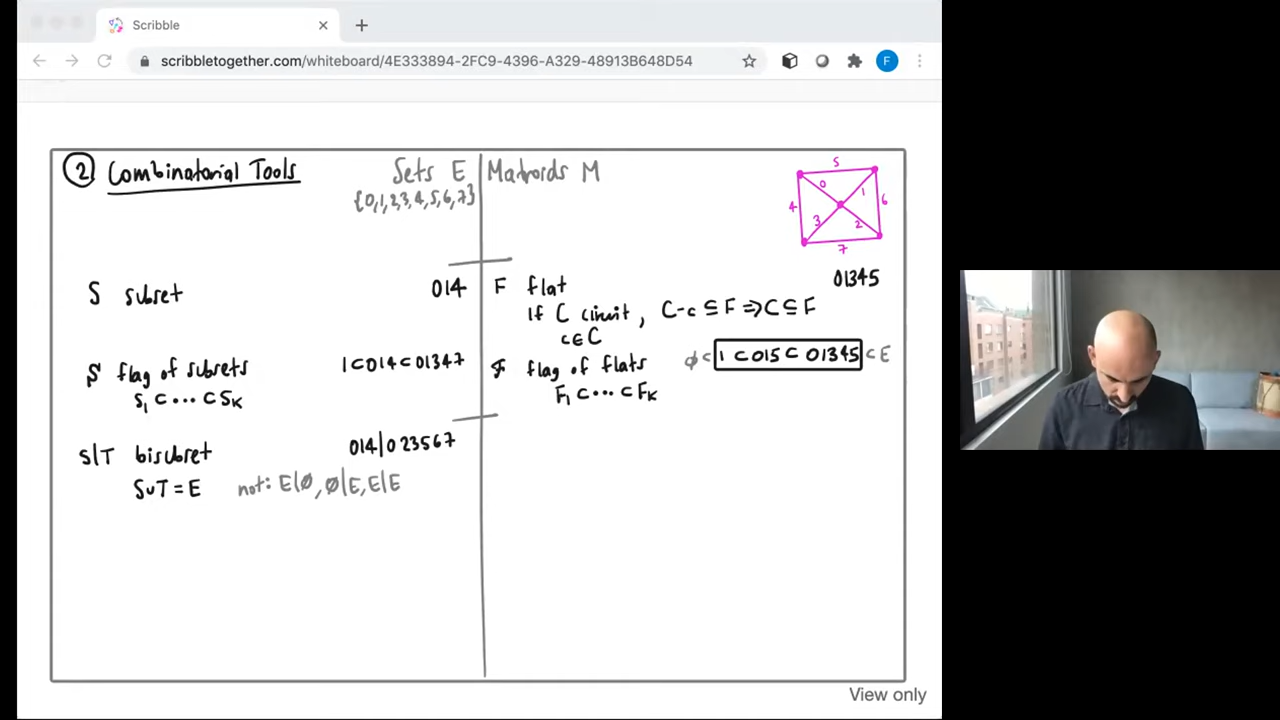 Scribble
scribbletogether.com/whiteboard/4E333894-2FC9-4396-A329-48913B648D54
F
② Combinatorial Tools
Sets E
{0,1,2,3,4,5,6,7}
Matroids M
5
0
1
4
6
3
2
7
S subset 014
F flat 01345
If C circuit, C-c ⊆ F ⇒ C ⊆ F
c∈C
S flag of subsets 1⊂014⊂01347
S₁ ⊂ ••• ⊂ Sₖ
F flag of flats ∅⊂ 1⊂015⊂01345 ⊂E
F₁ ⊂ ••• ⊂ Fₖ
S|T bisubset 014|023567
S∪T = E not: E|∅, ∅|E, E|E
View only